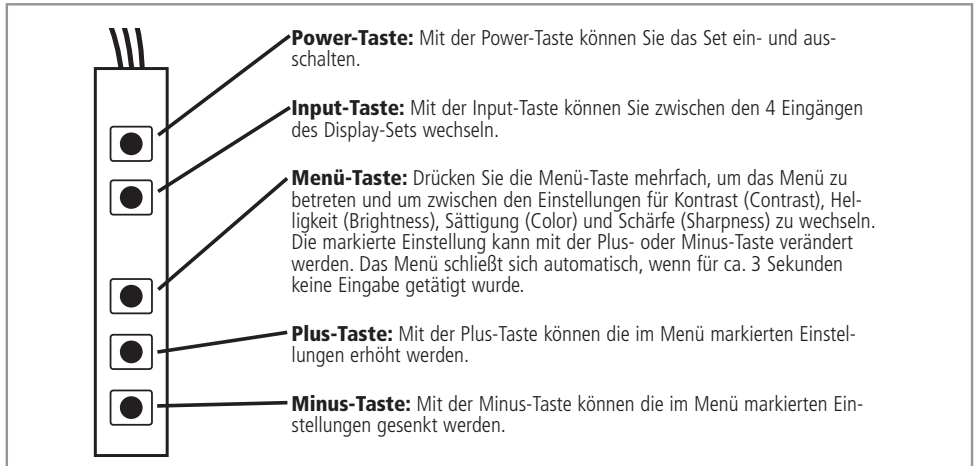 Power-Taste: Mit der Power-Taste können Sie das Set ein- und aus-
schalten.
Input-Taste: Mit der Input-Taste können Sie zwischen den 4 Eingängen
des Display-Sets wechseln.
Menü-Taste: Drücken Sie die Menü-Taste mehrfach, um das Menü zu
betreten und um zwischen den Einstellungen für Kontrast (Contrast), Hel-
ligkeit (Brightness), Sättigung (Color) und Schärfe (Sharpness) zu wechseln.
Die markierte Einstellung kann mit der Plus- oder Minus-Taste verändert
werden. Das Menü schließt sich automatisch, wenn für ca. 3 Sekunden
keine Eingabe getätigt wurde.
Plus-Taste: Mit der Plus-Taste können die im Menü markierten Einstel-
lungen erhöht werden.
Minus-Taste: Mit der Minus-Taste können die im Menü markierten Ein-
stellungen gesenkt werden.